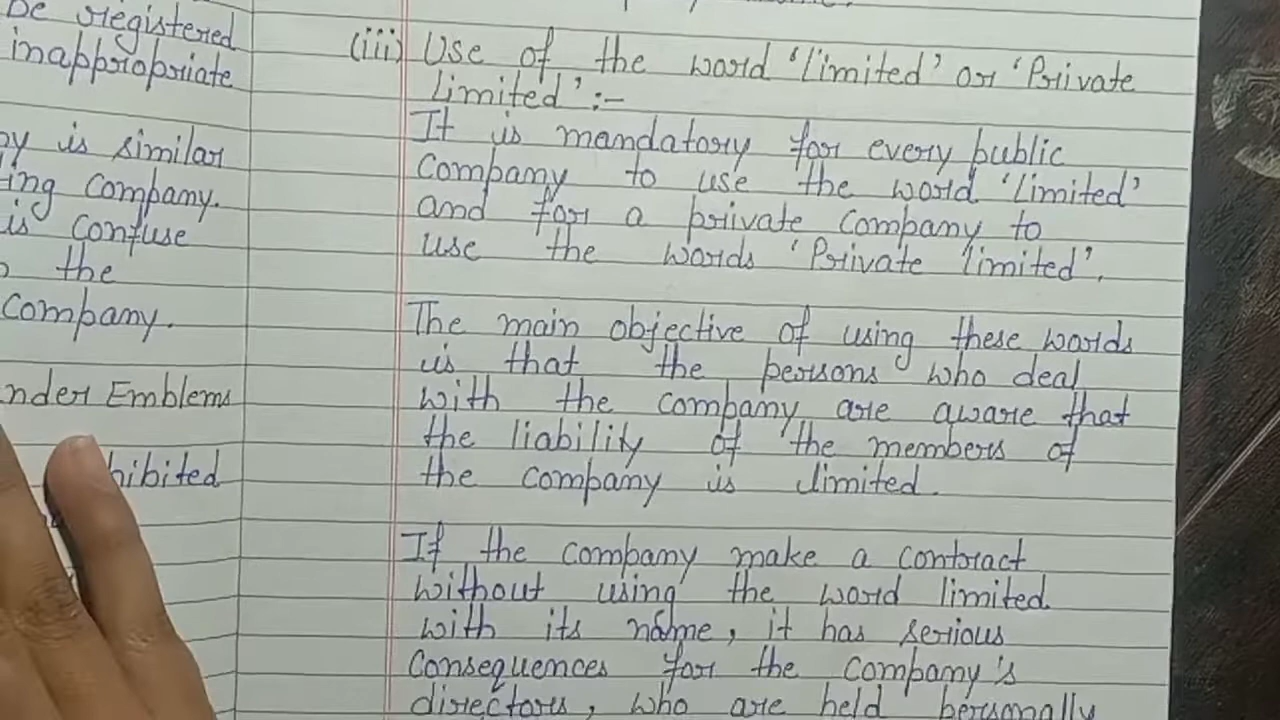 be registered
inappropriate
is similar
ing company.
is confuse
the
company.
nder Emblems
hibited
(iii) Use of the word 'limited' or 'Private
limited' :-
It is mandatory for every public
company to use the world 'limited'
and for a private company to
use the words 'Private limited'.
The main objective of using these words
is that the persons who deal
with the company are aware that
the liability of the members of
the company is limited.
If the company make a contract
without using the word limited
with its name, it has serious
consequences for the company's
directors, who are held personally